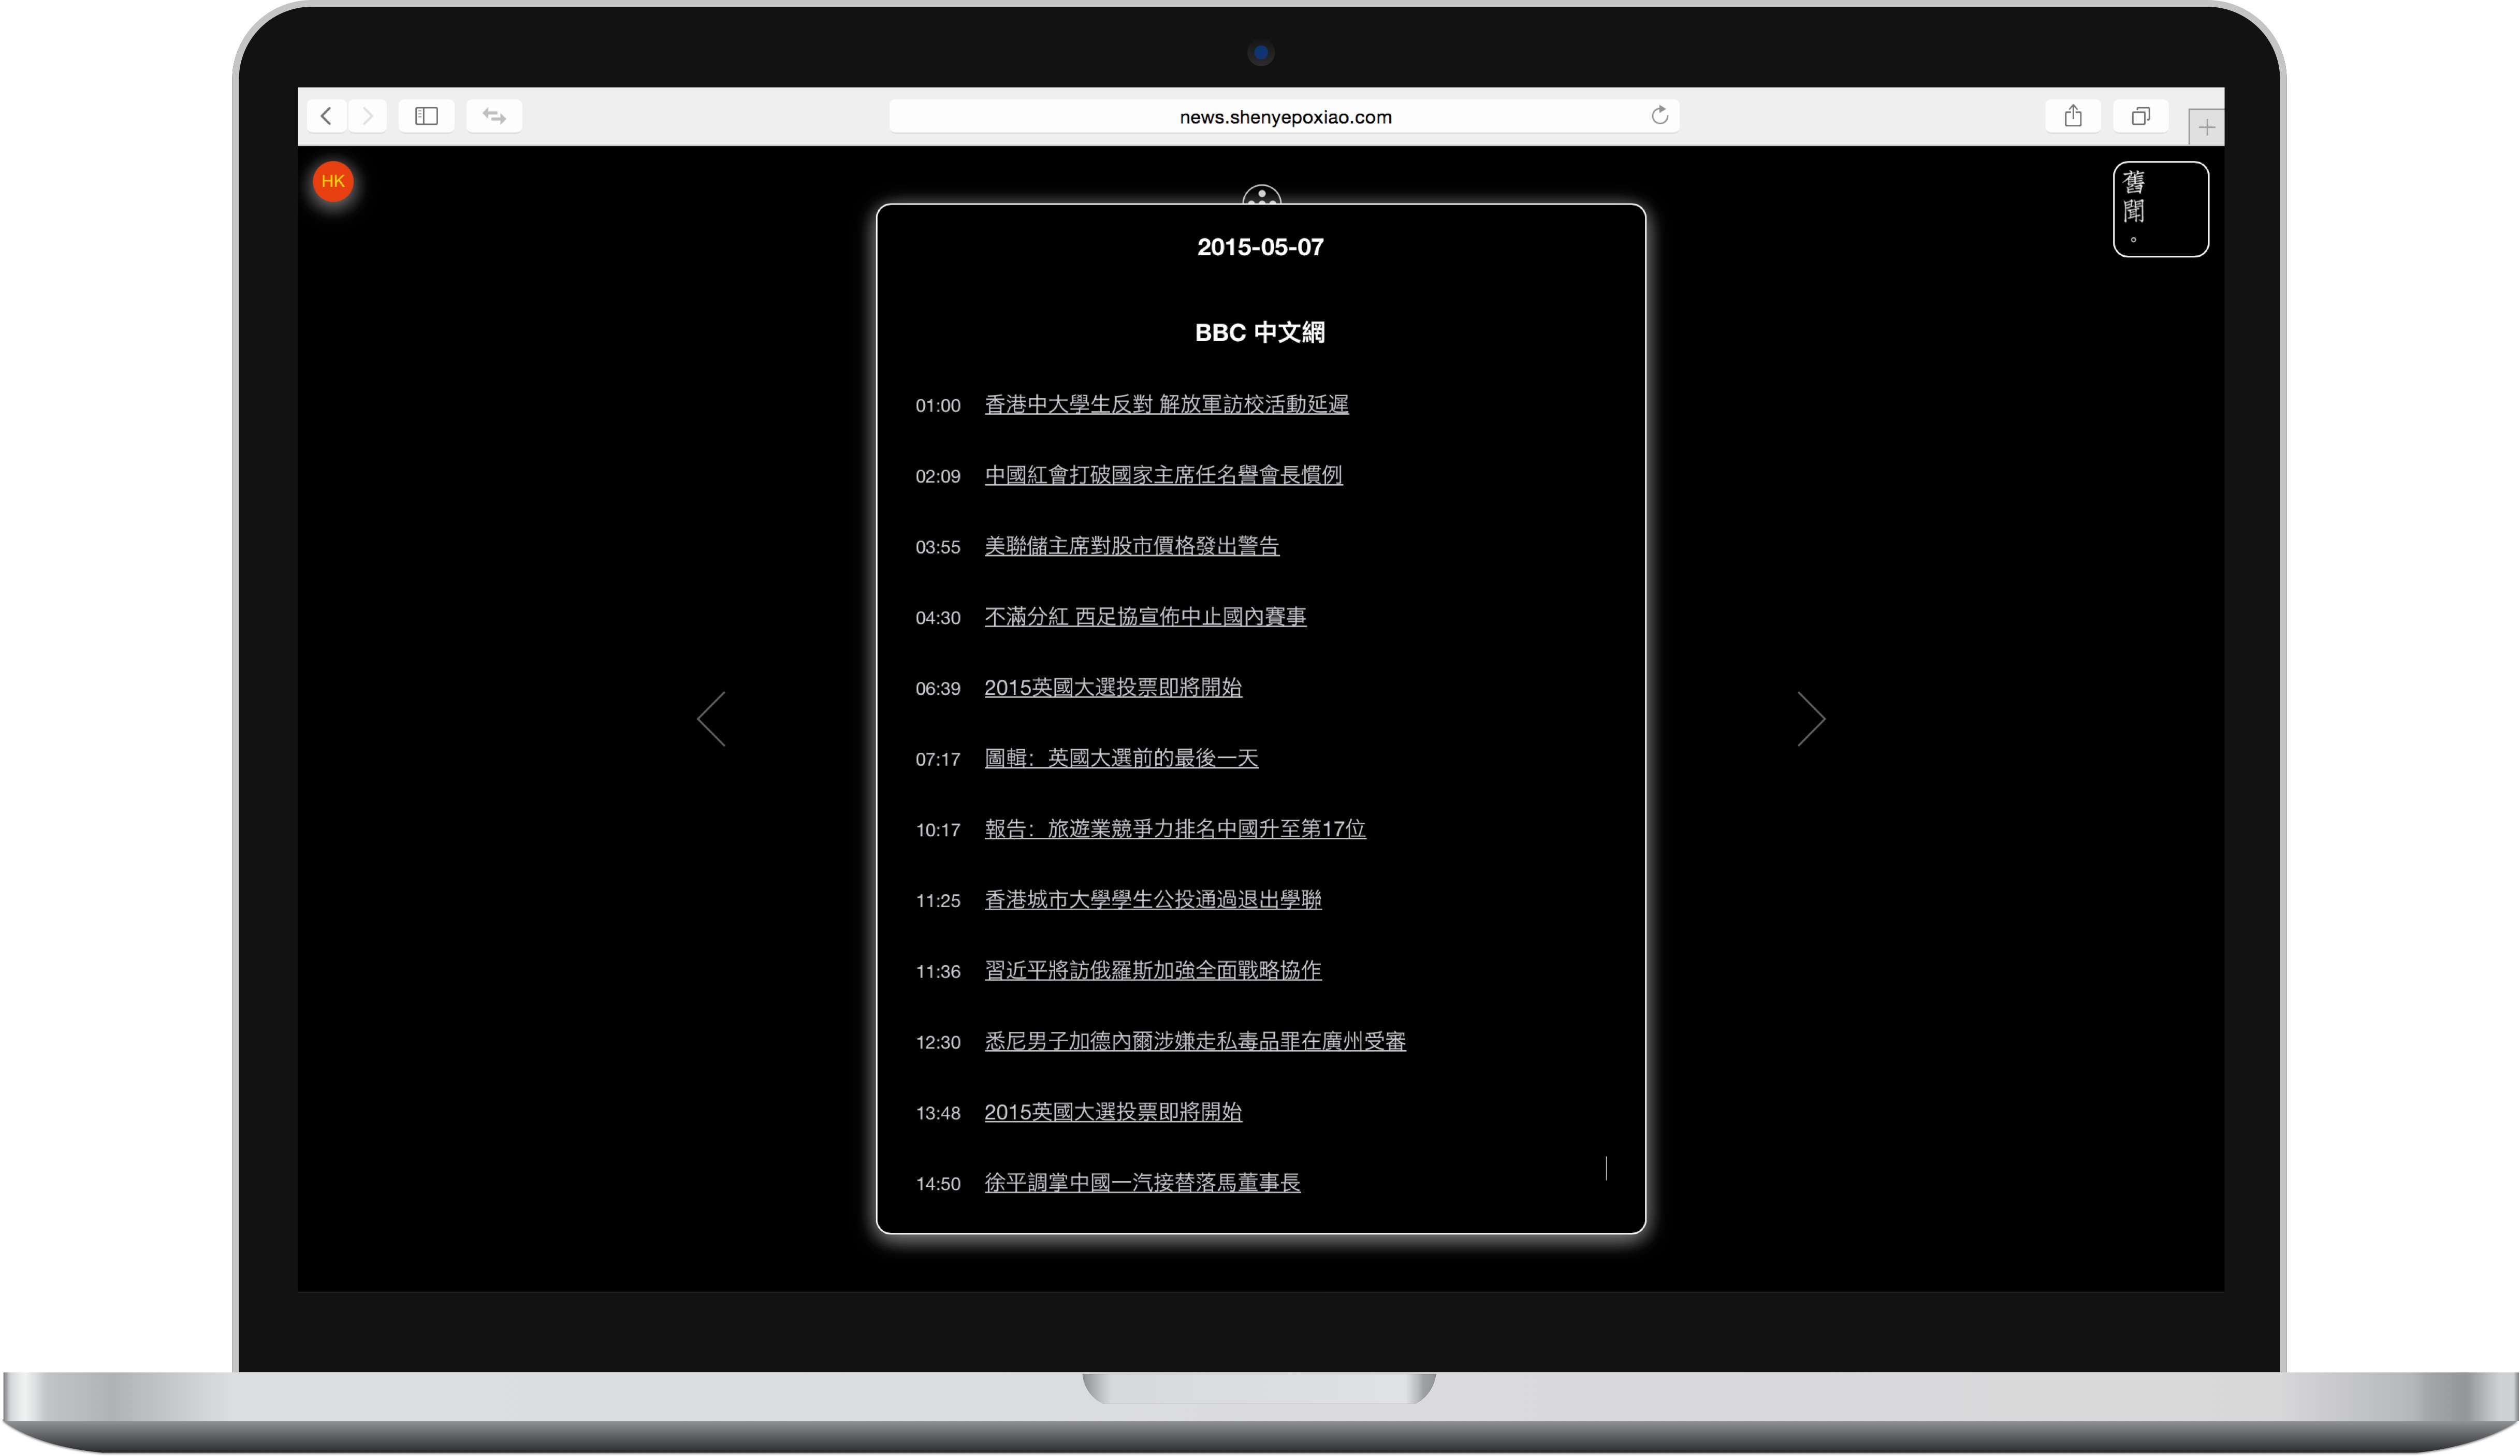 news.shenyepoxiao.com
HK
舊聞。
2015-05-07
BBC 中文網
01:00 香港中大學生反對 解放軍訪校活動延遲
02:09 中國紅會打破國家主席任名譽會長慣例
03:55 美聯儲主席對股市價格發出警告
04:30 不滿分紅 西足協宣佈中止國內賽事
06:39 2015英國大選投票即將開始
07:17 圖輯：英國大選前的最後一天
10:17 報告：旅遊業競爭力排名中國升至第17位
11:25 香港城市大學學生公投通過退出學聯
11:36 習近平將訪俄羅斯加強全面戰略協作
12:30 悉尼男子加德內爾涉嫌走私毒品罪在廣州受審
13:48 2015英國大選投票即將開始
14:50 徐平調掌中國一汽接替落馬董事長